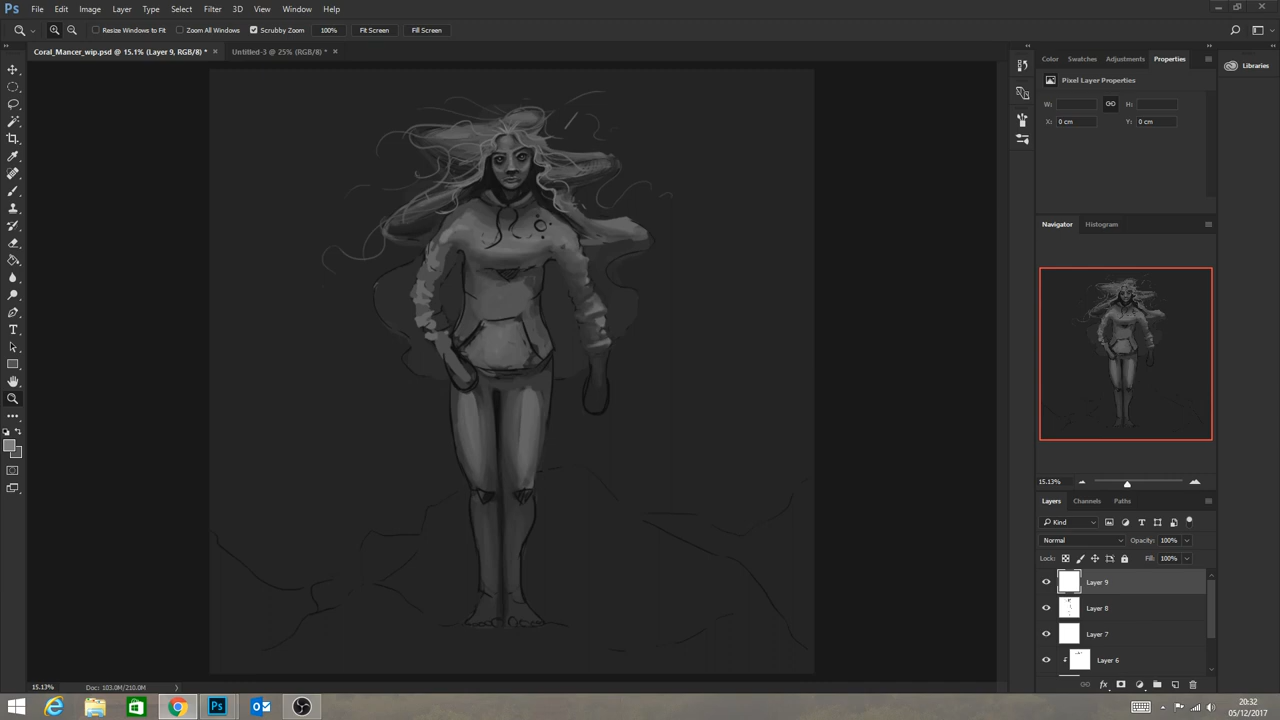 Ps File Edit Image Layer Type Select Filter 3D View Window Help
Resize Windows to Fit Zoom All Windows Scrubby Zoom 100% Fit Screen Fill Screen
Coral_Mancer_wip.psd @ 15.1% (Layer 9, RGB/8) * × Untitled-3 @ 25% (RGB/8) * ×
Color Swatches Adjustments Properties
Libraries
Pixel Layer Properties
W: H:
X: 0 cm Y: 0 cm
Navigator Histogram
15.13%
Layers Channels Paths
Kind
Normal Opacity: 100%
Lock: Fill: 100%
Layer 9
Layer 8
Layer 7
Layer 6
15.13% Doc: 103.0M/210.0M
Ps
20:32
05/12/2017